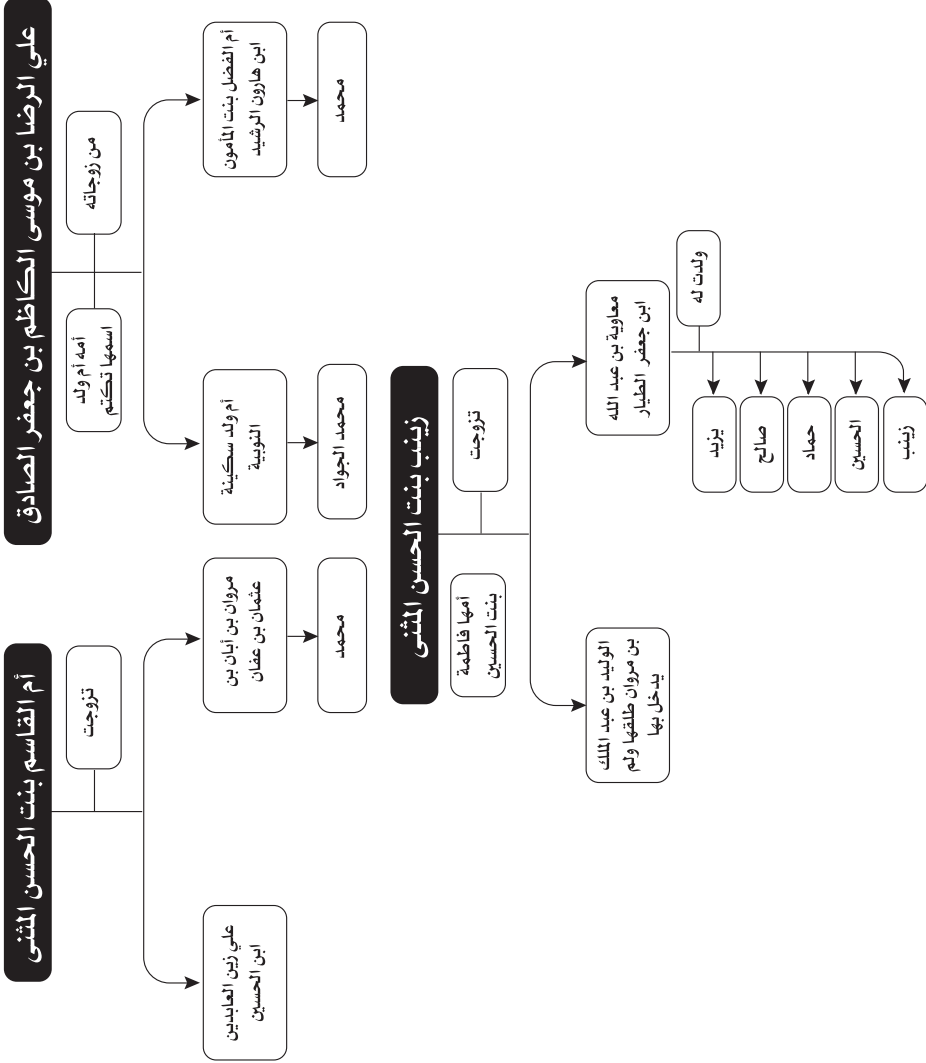 علي الرضا بن موسى الكاظم بن جعفر الصادق
من زوجاته
أمه أم ولد
اسمها تكتم
أم الفضل بنت المأمون
ابن هارون الرشيد
محمد
أم ولد سكينة
النوبية
محمد الجواد
أم القاسم بنت الحسن المثنى
تزوجت
مروان بن أبان بن
عثمان بن عفان
محمد
علي زين العابدين
ابن الحسين
زينب بنت الحسن المثنى
تزوجت
أمها فاطمة
بنت الحسين
معاوية بن عبد الله
ابن جعفر الطيار
ولدت له
يزيد
صالح
حماد
الحسين
زينب
الوليد بن عبد الملك
بن مروان طلقها ولم
يدخل بها